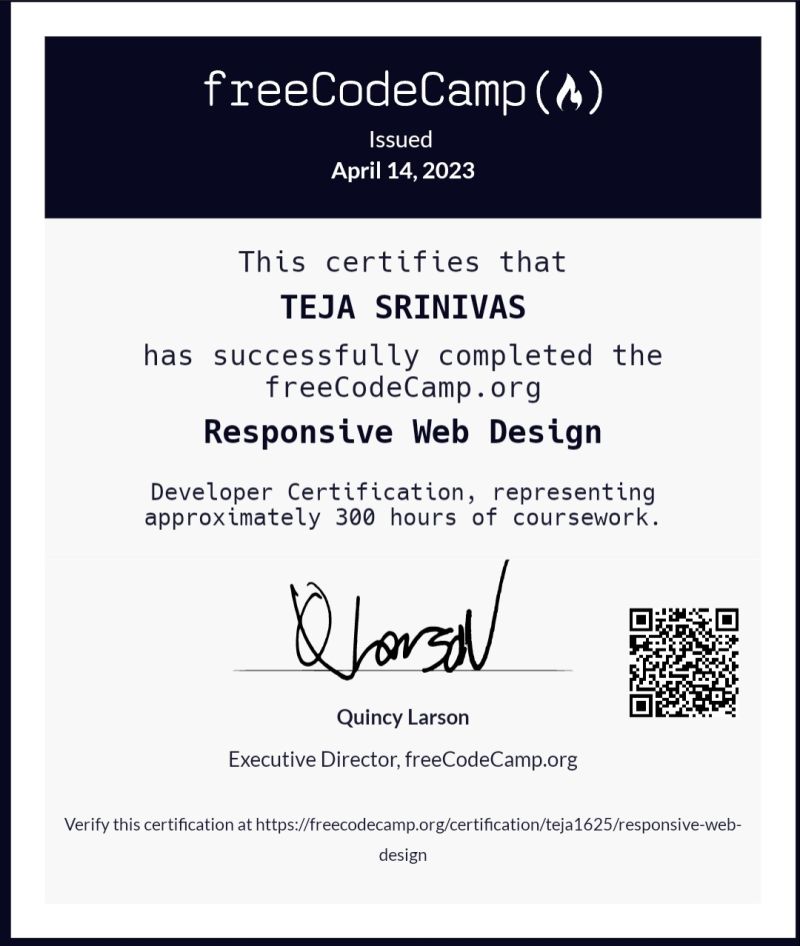 freeCodeCamp(🔥)
Issued
April 14, 2023
This certifies that
TEJA SRINIVAS
has successfully completed the
freeCodeCamp.org
Responsive Web Design
Developer Certification, representing
approximately 300 hours of coursework.
Q Larson
Quincy Larson
Executive Director, freeCodeCamp.org
Verify this certification at https://freecodecamp.org/certification/teja1625/responsive-web-
design